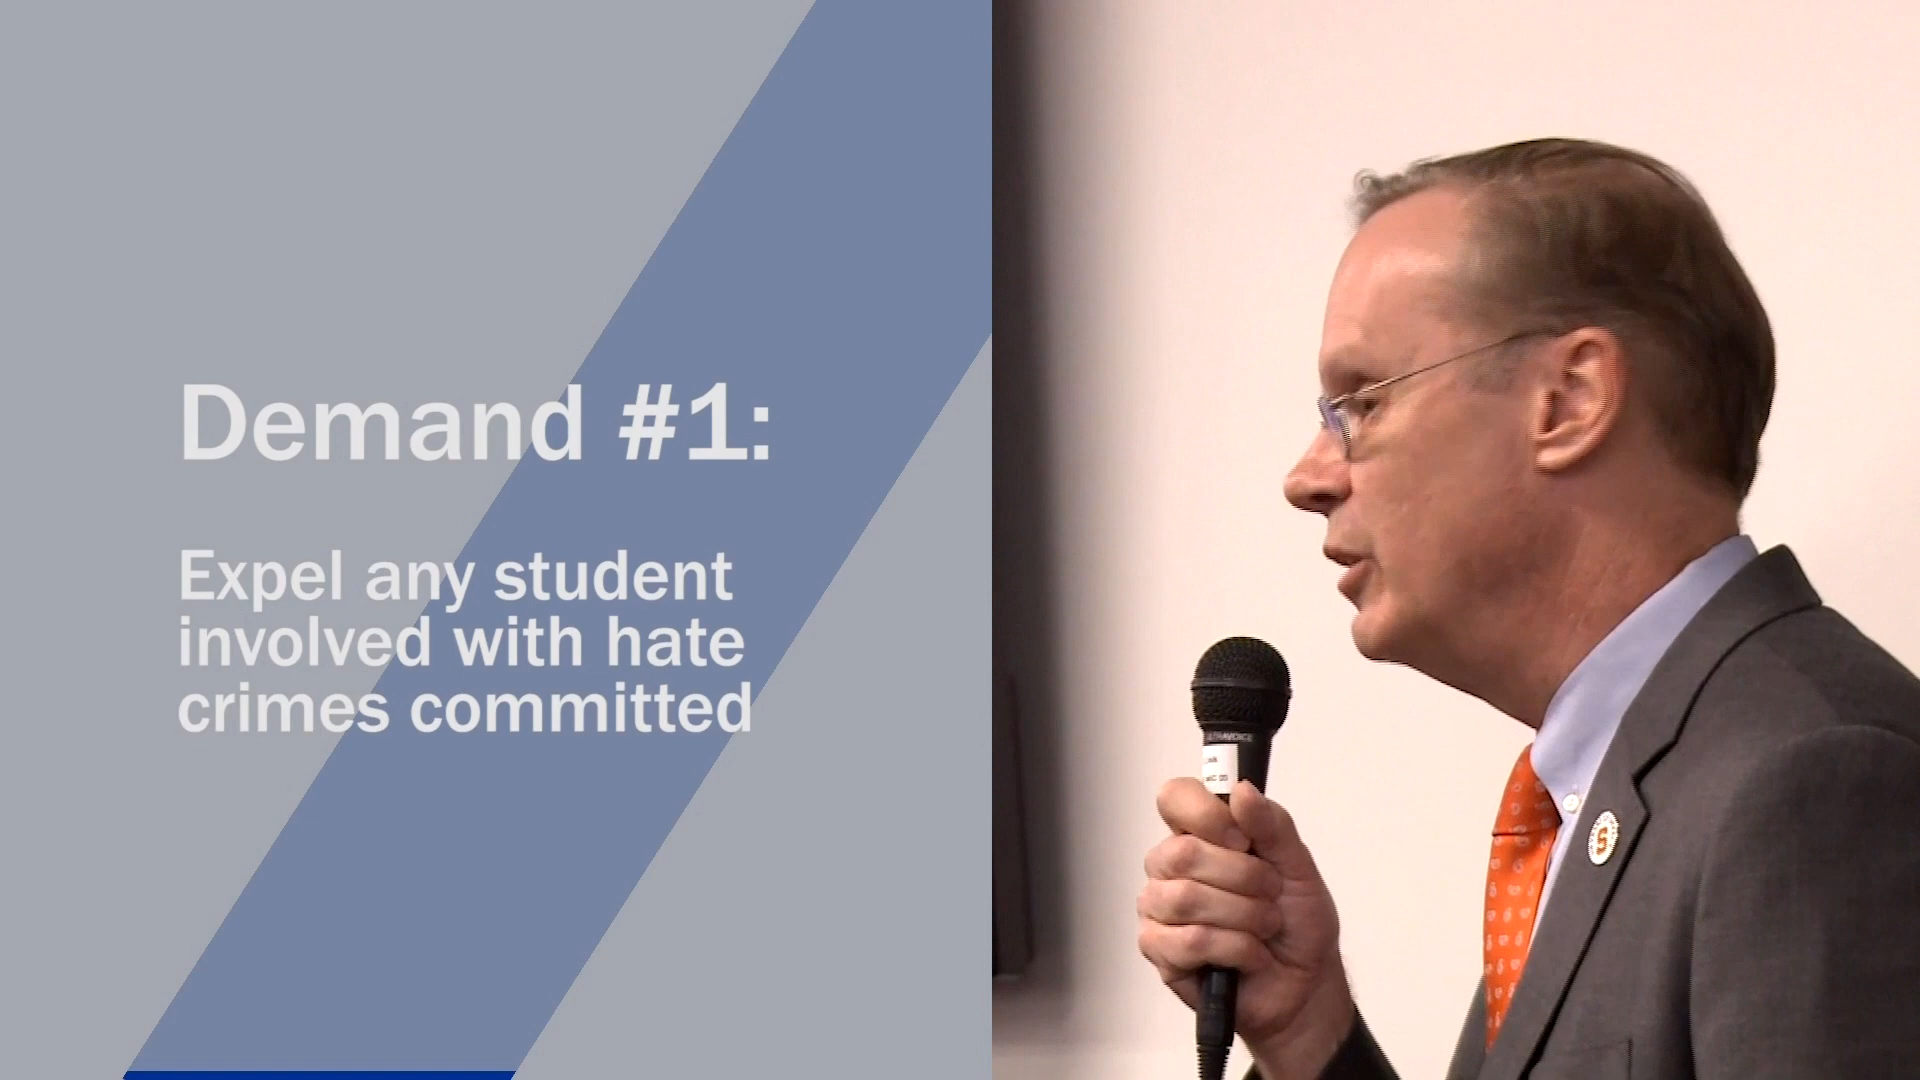 Demand #1:
Expel any student
involved with hate
crimes committed
S